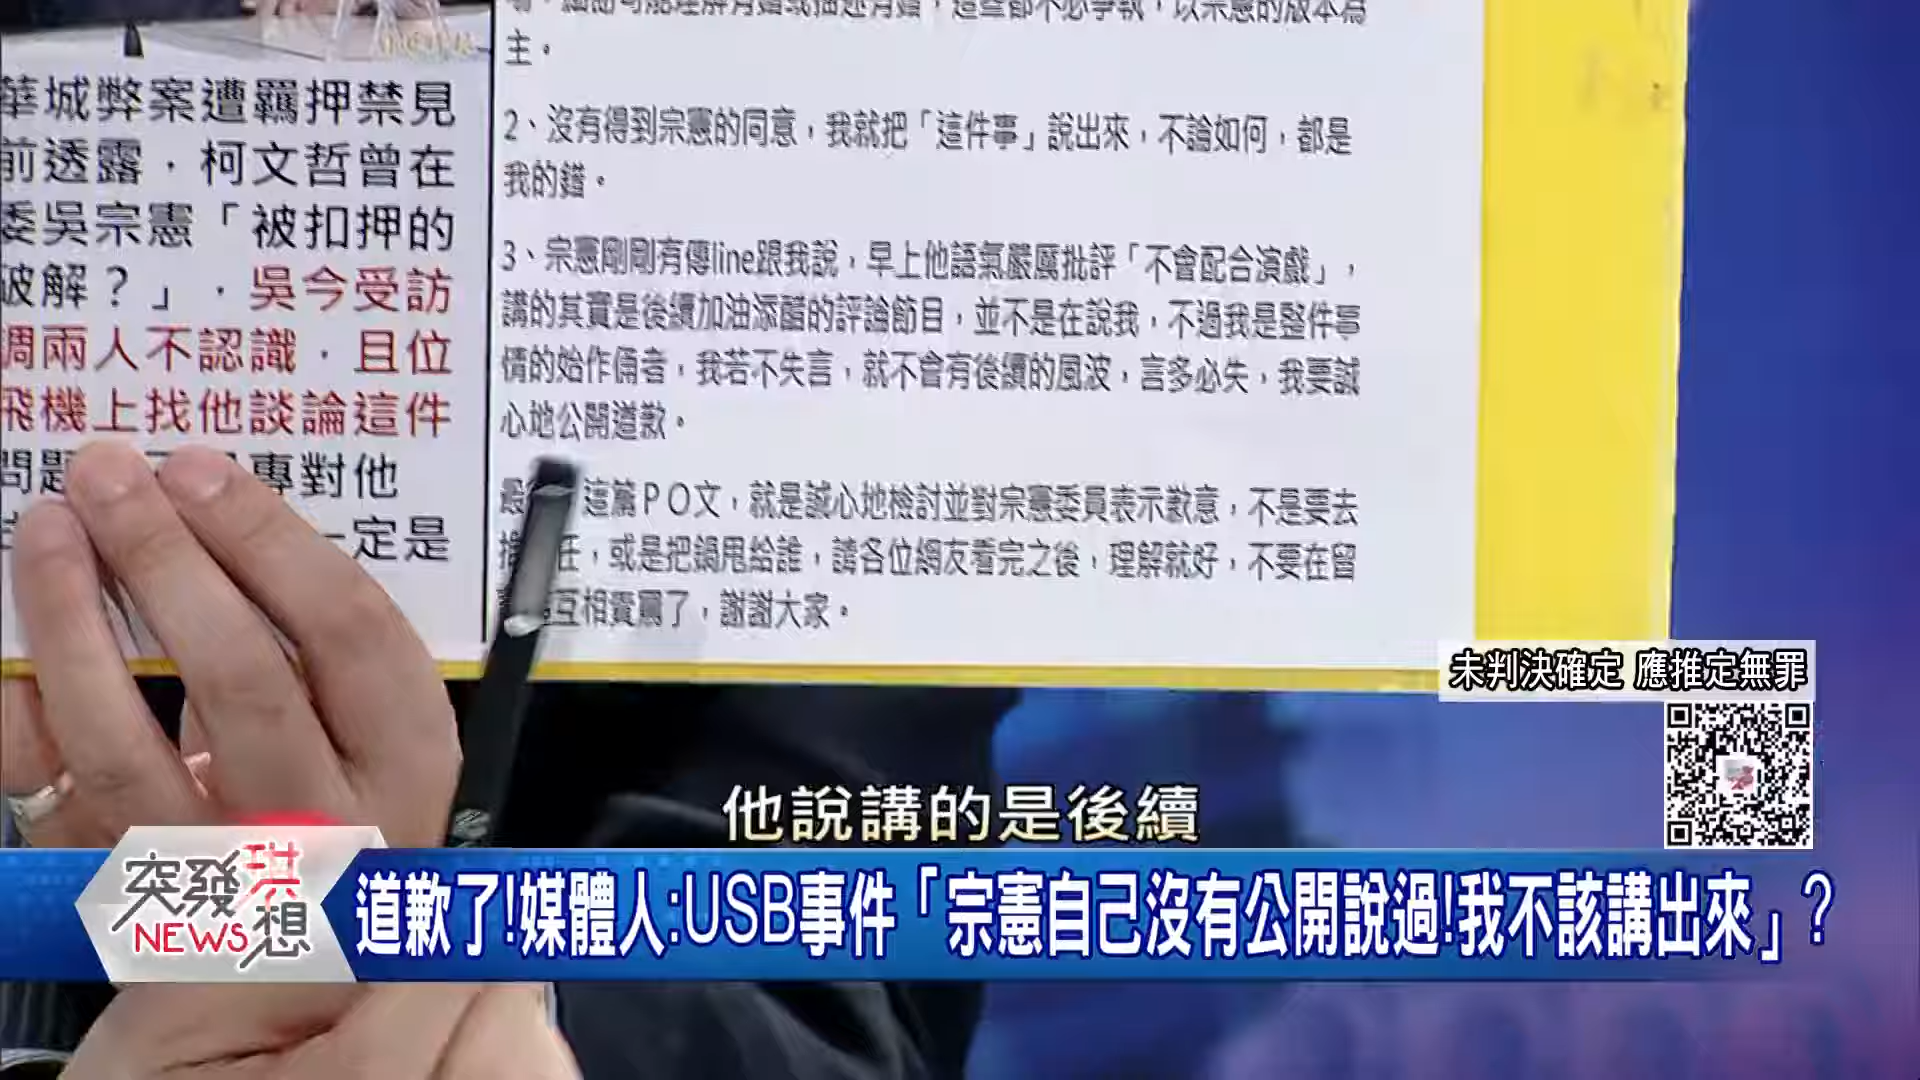 華城弊案遭羈押禁見
前透露，柯文哲曾在
委吳宗憲「被扣押的
破解？」，吳今受訪
調兩人不認識，且位
飛機上找他談論這件
問題 專對他
一定是
主。
2、沒有得到宗憲的同意，我就把「這件事」說出來，不論如何，都是
我的錯。
3、宗憲剛剛有傳line跟我說，早上他語氣嚴厲批評「不會配合演戲」，
講的其實是後續加油添醋的評論節目，並不是在說我，不過我是整件事
情的始作俑者，我若不失言，就不會有後續的風波，言多必失，我要誠
心地公開道歉。
這篇ＰＯ文，就是誠心地檢討並對宗憲委員表示歉意，不是要去
任，或是把鍋甩給誰，請各位網友看完之後，理解就好，不要在留
互相責罵了，謝謝大家。
未判決確定 應推定無罪
他說講的是後續
突發琪想
NEWS
道歉了!媒體人:USB事件「宗憲自己沒有公開說過!我不該講出來」?